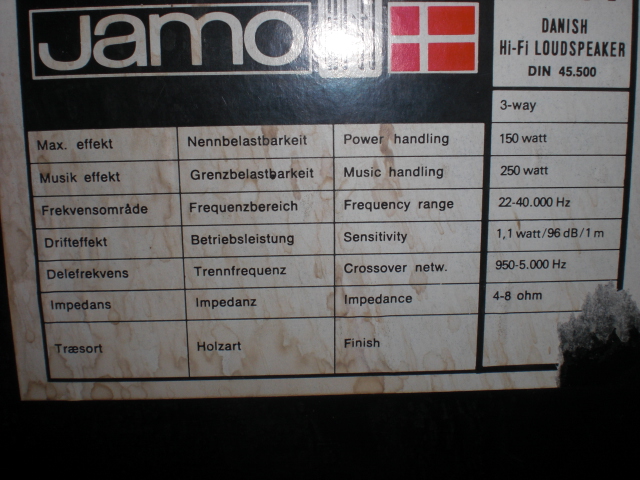 Jamo
DANISH
Hi-Fi LOUDSPEAKER
DIN 45.500
3-way
Max. effekt Nennbelastbarkeit Power handling 150 watt
Musik effekt Grenzbelastbarkeit Music handling 250 watt
Frekvensområde Frequenzbereich Frequency range 22-40.000 Hz
Drifteffekt Betriebsleistung Sensitivity 1,1 watt/96 dB/1 m
Delefrekvens Trennfrequenz Crossover netw. 950-5.000 Hz
Impedans Impedanz Impedance 4-8 ohm
Træsort Holzart Finish